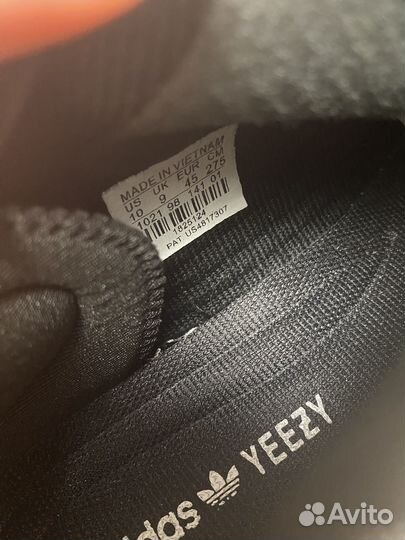 MADE IN VIETNAM
US UK EUR CM
10 9 45 275
1021 98 141 01
1825124
PAT. US4817307
adidas YEEZY
Avito